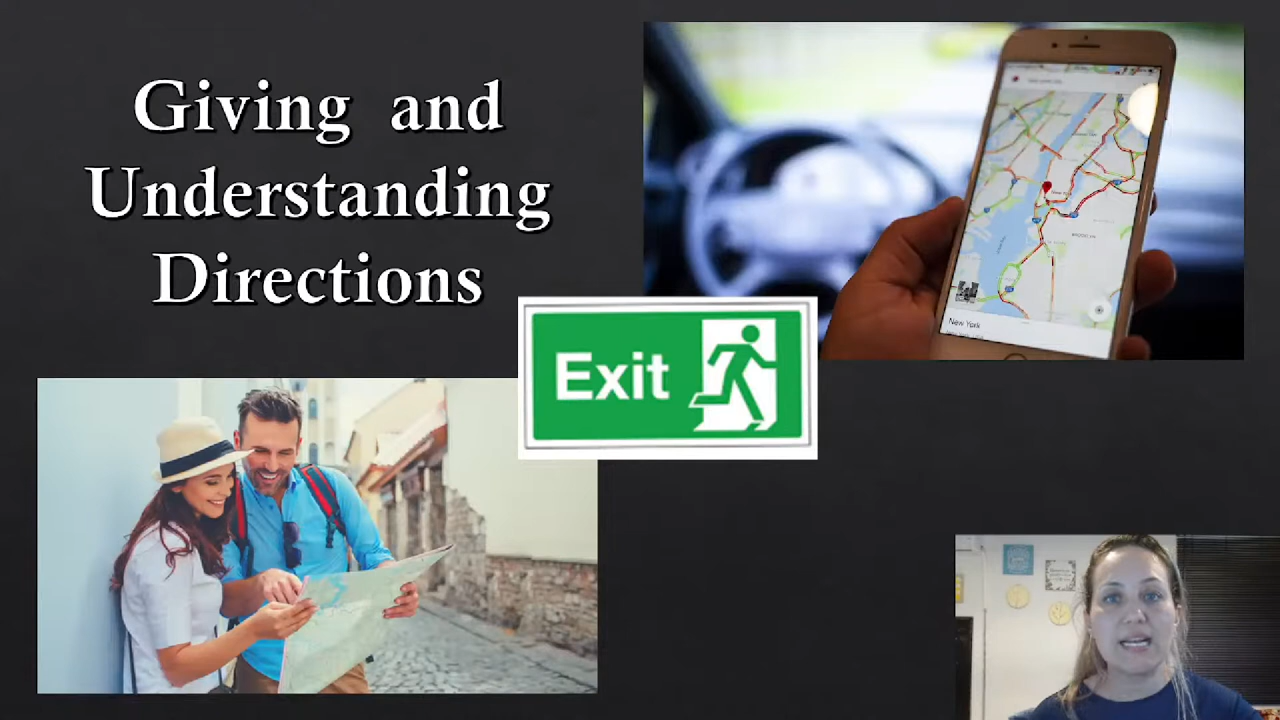 Giving and
Understanding
Directions
Exit
New York